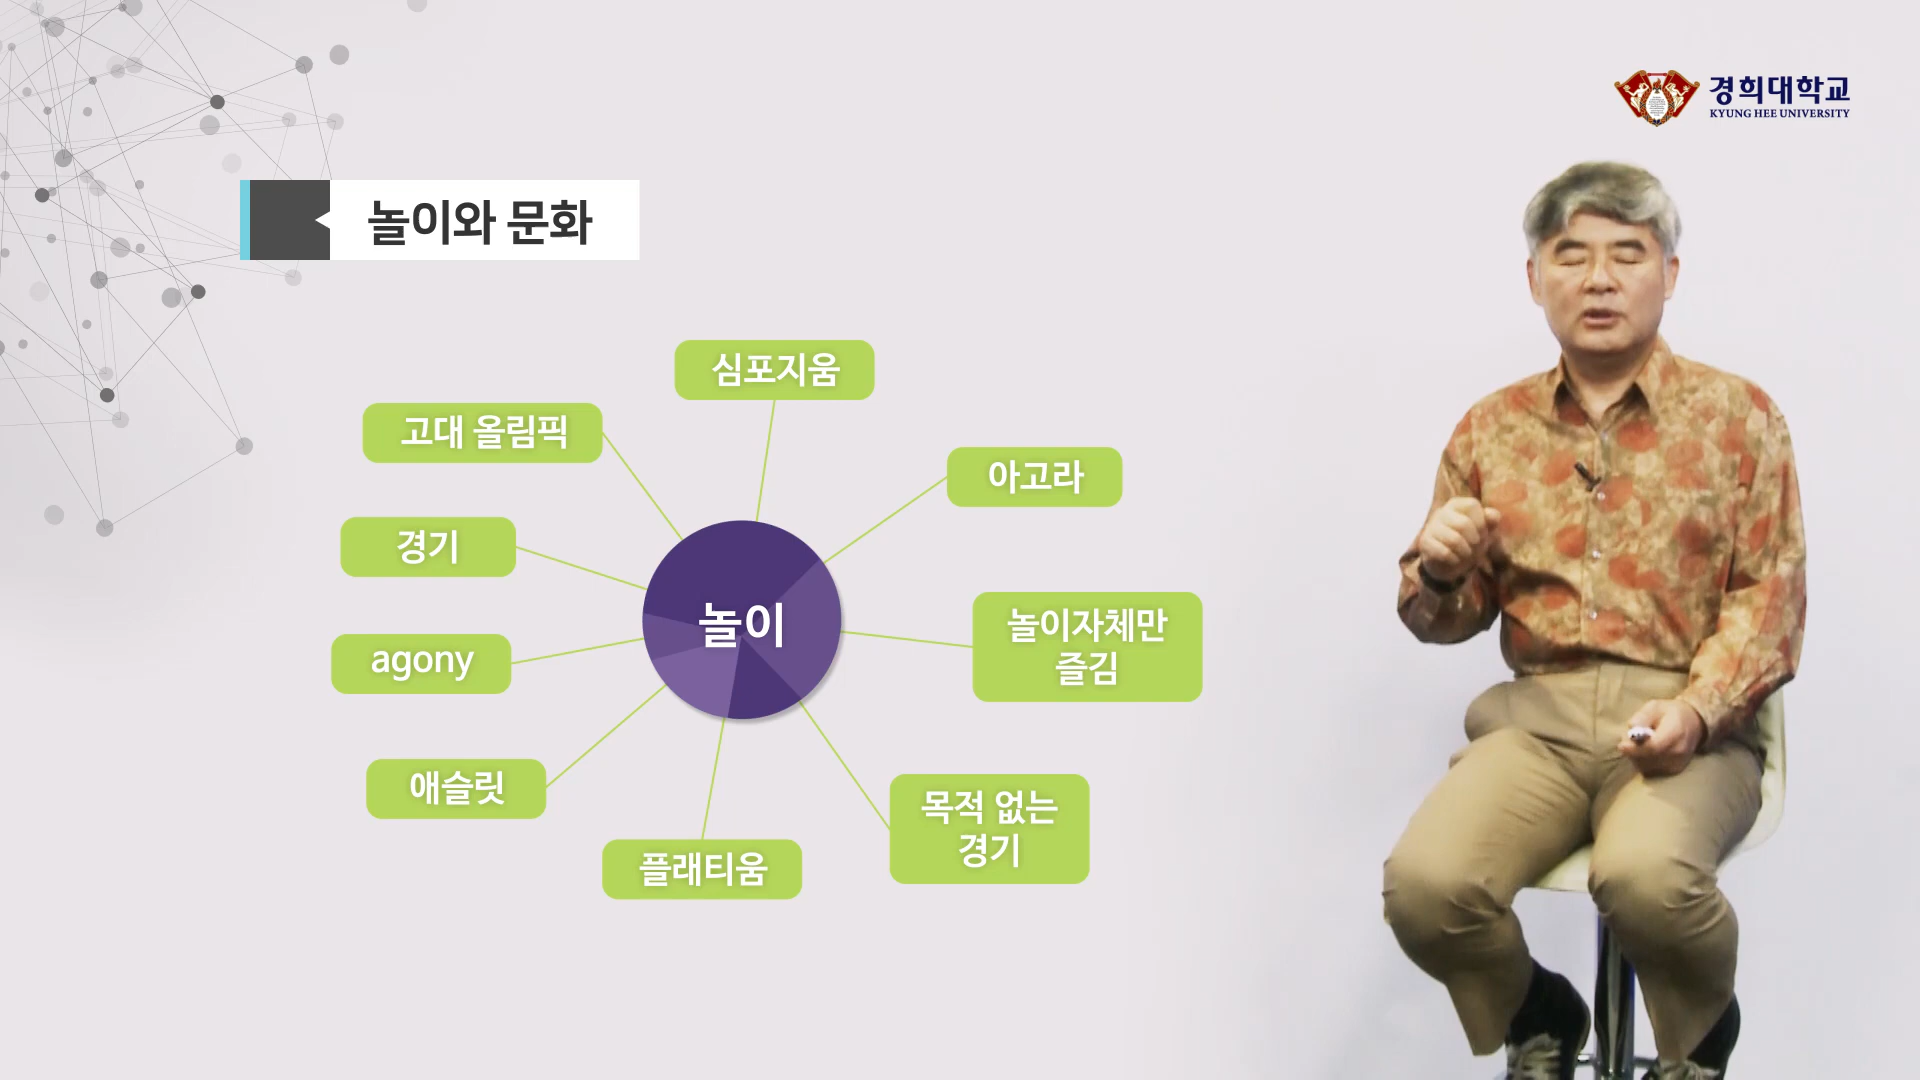 경희대학교
KYUNG HEE UNIVERSITY
놀이와 문화
심포지움
고대 올림픽
아고라
경기
놀이
놀이자체만
즐김
agony
애슬릿
목적 없는
경기
플래티움